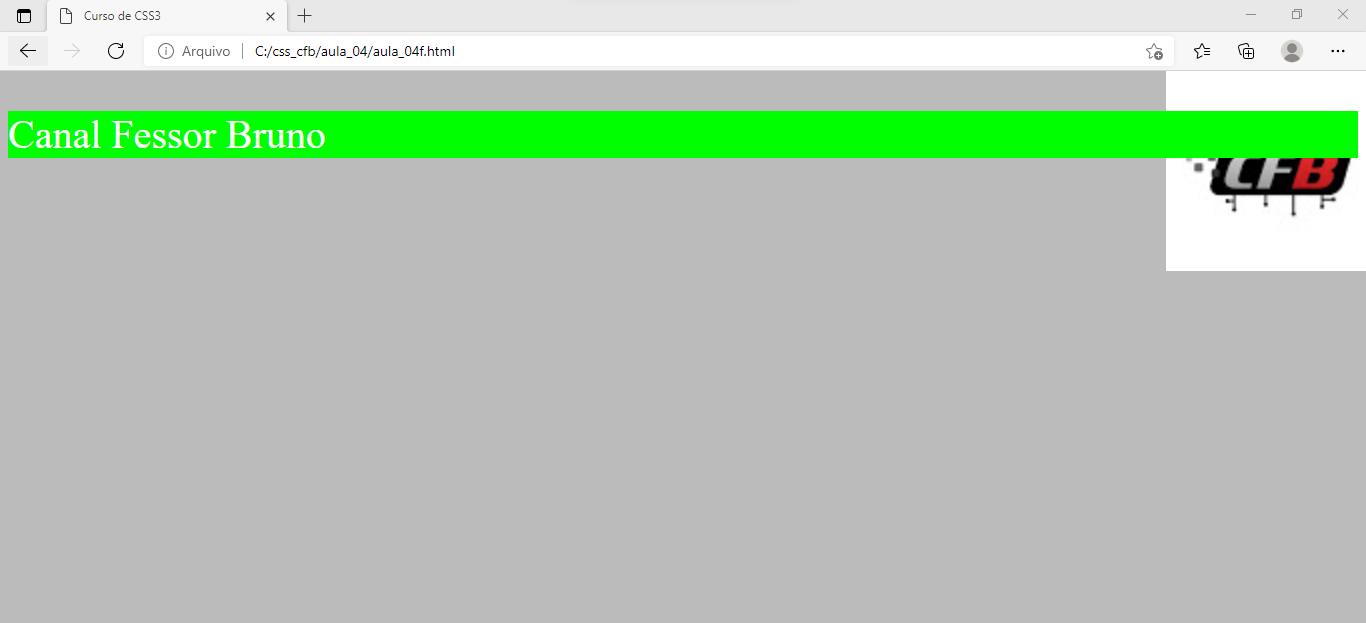 Curso de CSS3
Arquivo
C:/css_cfb/aula_04/aula_04f.html
Canal Fessor Bruno
CFB